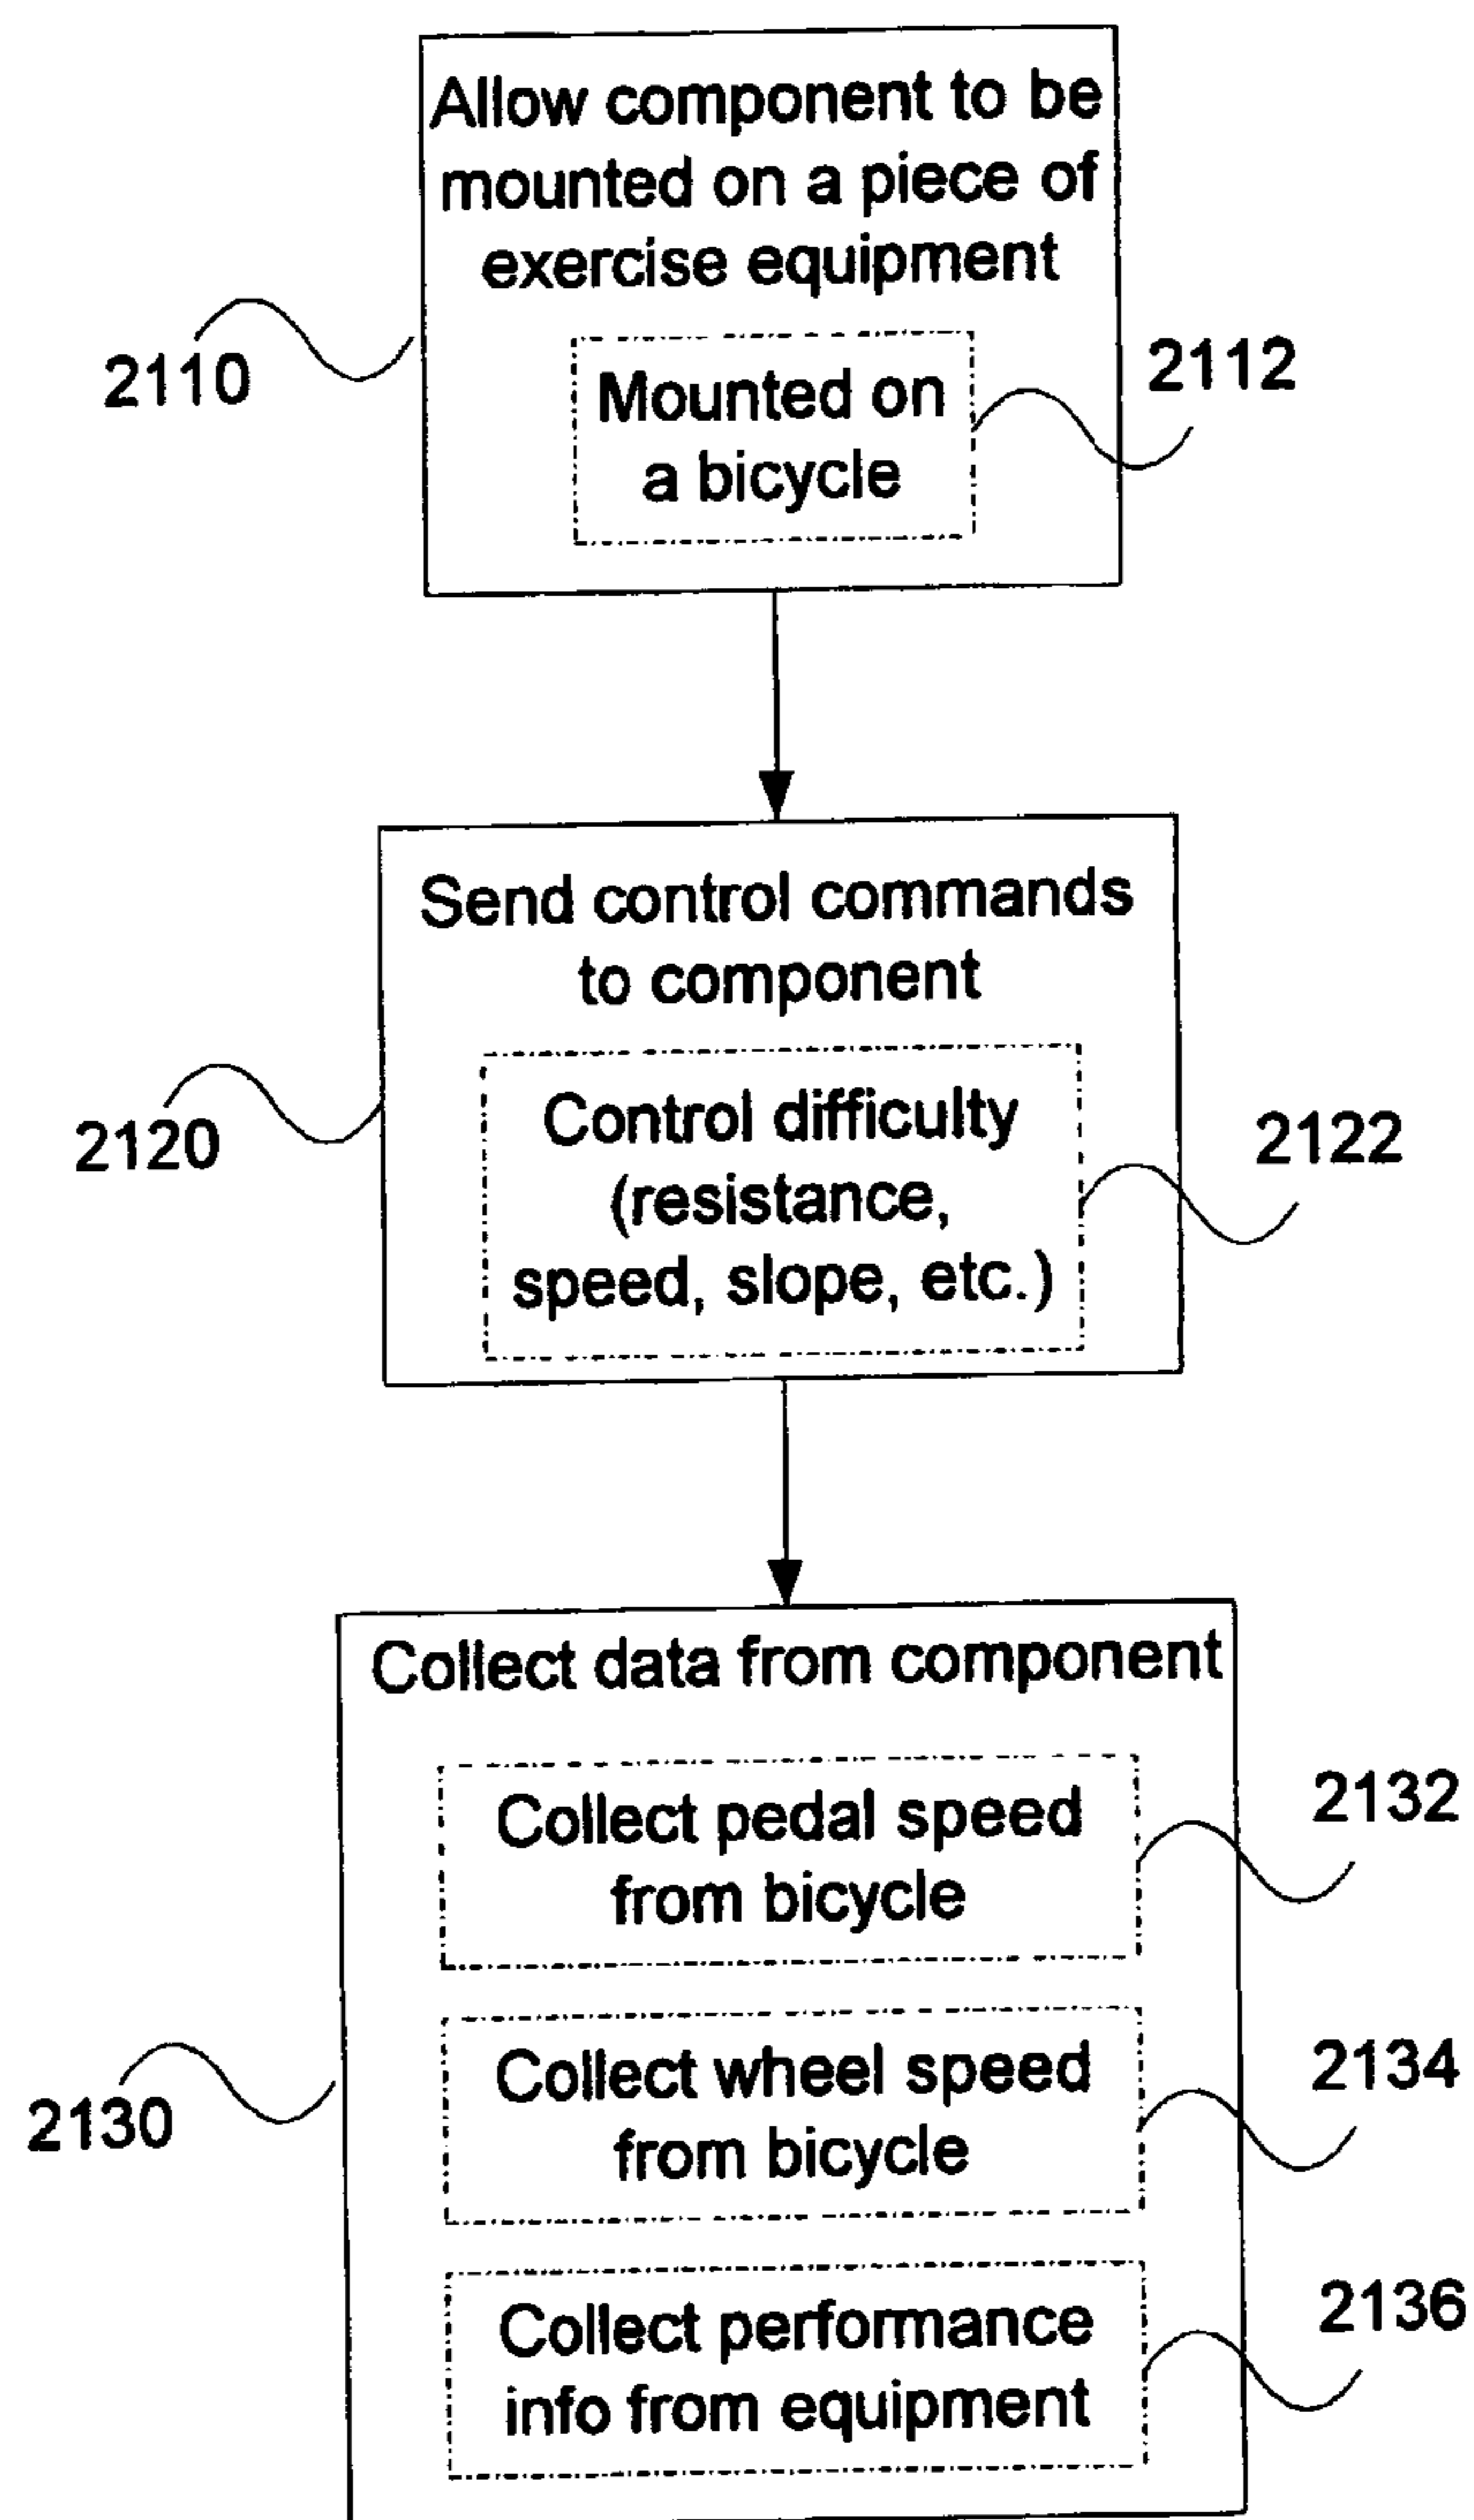 Allow component to be
mounted on a piece of
exercise equipment
2110
2112
Mounted on
a bicycle
Send control commands
to component
2120
2122
Control difficulty
(resistance,
speed, slope, etc.)
Collect data from component
2132
Collect pedal speed
from bicycle
2130
2134
Collect wheel speed
from bicycle
2136
Collect performance
info from equipment